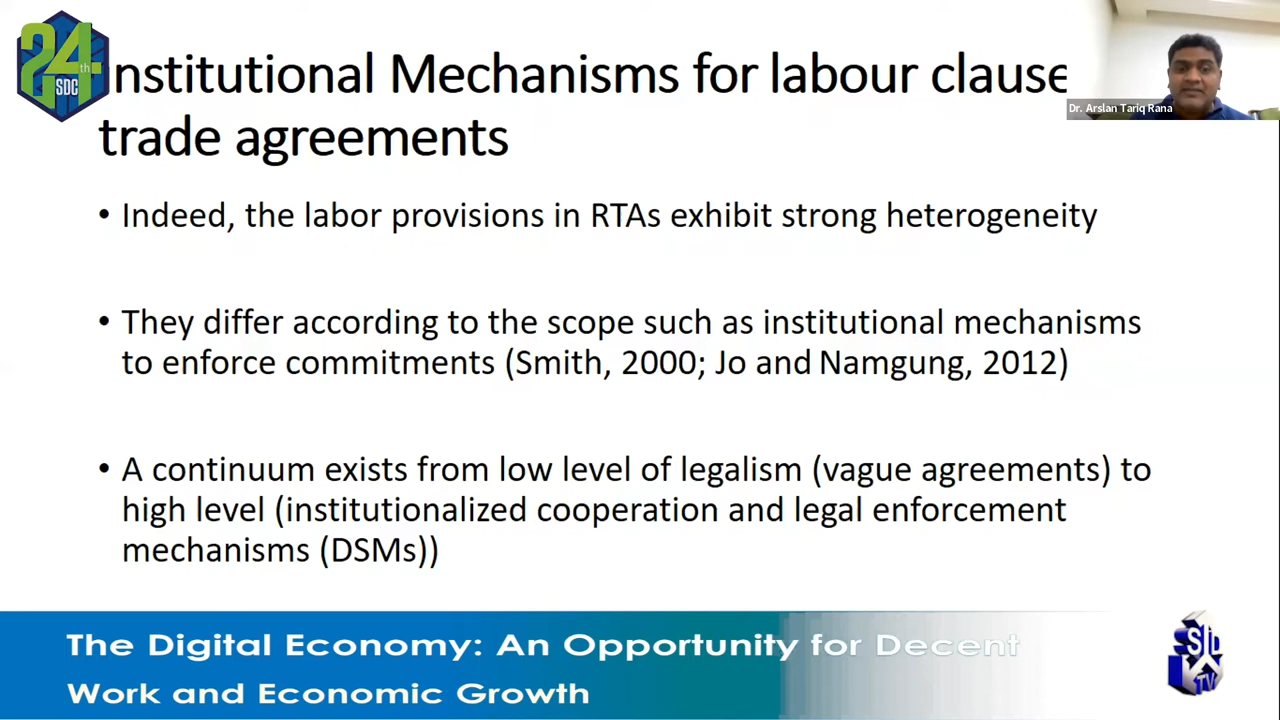 24th
SDC
nstitutional Mechanisms for labour clause
trade agreements
Dr. Arslan Tariq Rana
• Indeed, the labor provisions in RTAs exhibit strong heterogeneity
• They differ according to the scope such as institutional mechanisms
to enforce commitments (Smith, 2000; Jo and Namgung, 2012)
• A continuum exists from low level of legalism (vague agreements) to
high level (institutionalized cooperation and legal enforcement
mechanisms (DSMs))
The Digital Economy: An Opportunity for Decent
Work and Economic Growth
TV